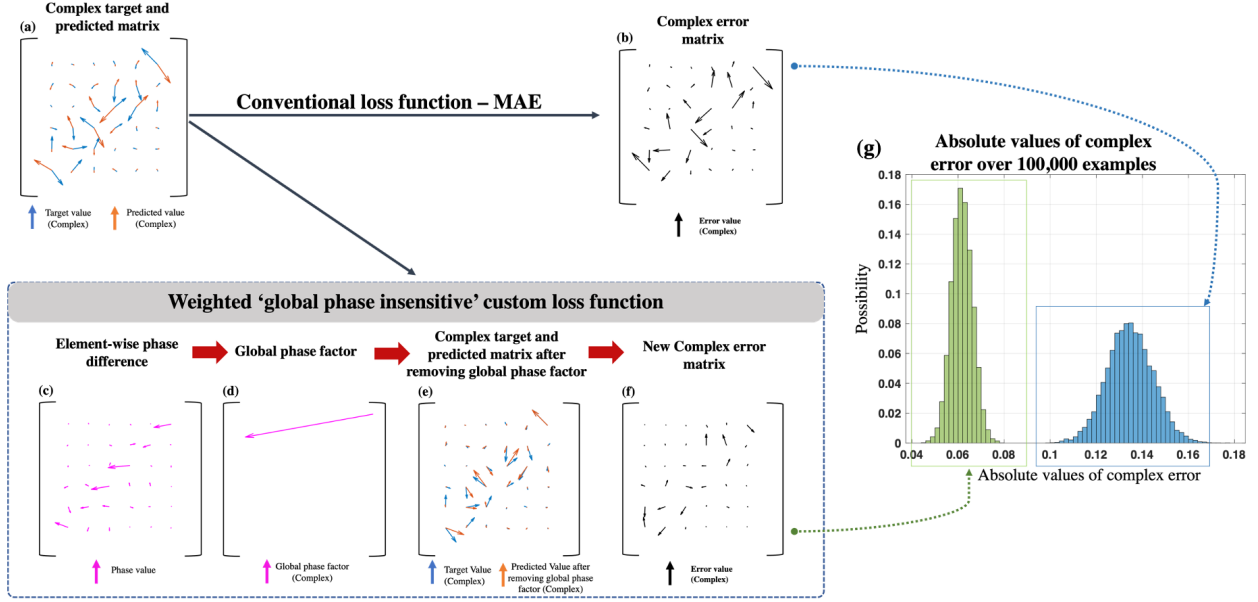 Complex target and
predicted matrix
(a)
Target value
(Complex)
Predicted value
(Complex)
Conventional loss function – MAE
Complex error
matrix
(b)
Error value
(Complex)
Weighted ‘global phase insensitive’ custom loss function
Element-wise phase
difference
Global phase factor
Complex target and
predicted matrix after
removing global phase factor
New Complex error
matrix
(c)
Phase value
(d)
Global phase factor
(Complex)
(e)
Target Value
(Complex)
Predicted Value after
removing global phase
factor (Complex)
(f)
Error value
(Complex)
(g)
Absolute values of complex
error over 100,000 examples
Possibility
0.18
0.16
0.14
0.12
0.1
0.08
0.06
0.04
0.02
0
0.04 0.06 0.08 0.1 0.12 0.14 0.16 0.18
Absolute values of complex error